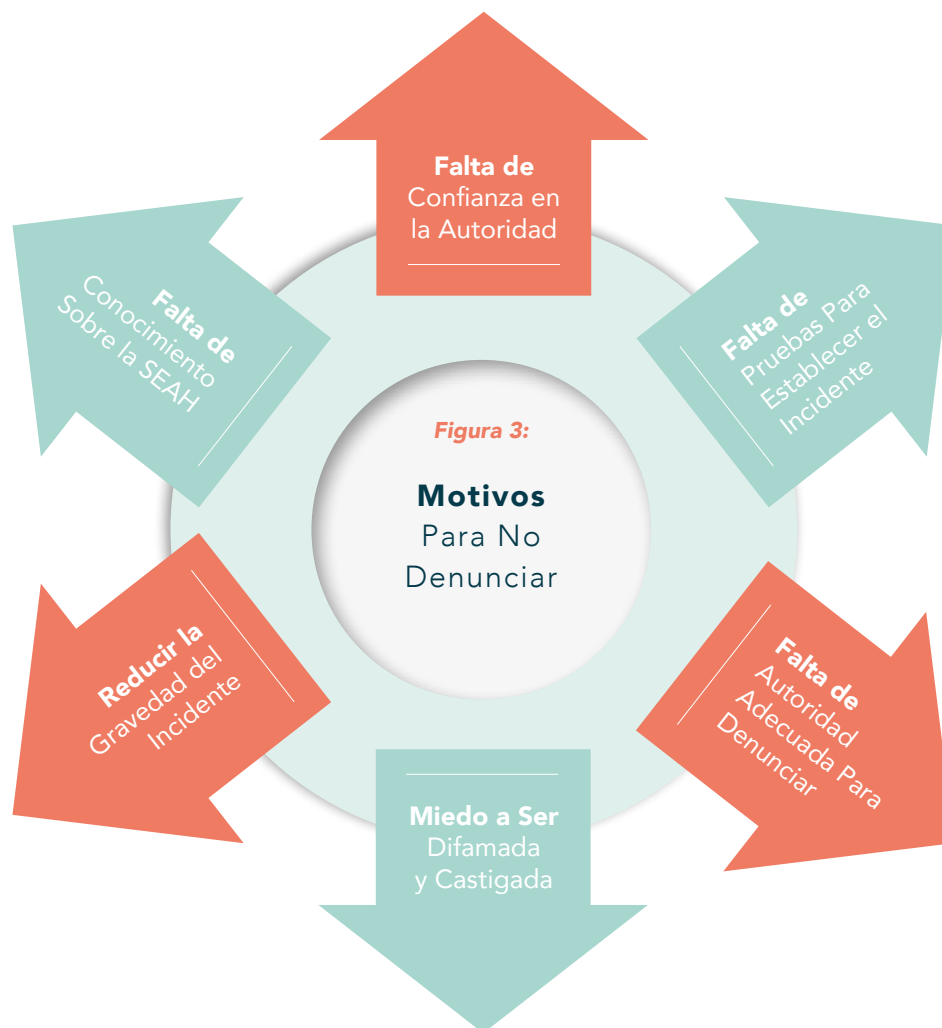 Falta de
Confianza en
la Autoridad
Falta de
Pruebas Para
Establecer el
Incidente
Falta de
Autoridad
Adecuada Para
Denunciar
Miedo a Ser
Difamada
y Castigada
Reducir la
Gravedad del
Incidente
Falta de
Conocimiento
Sobre la SEAH
Figura 3:
Motivos
Para No
Denunciar